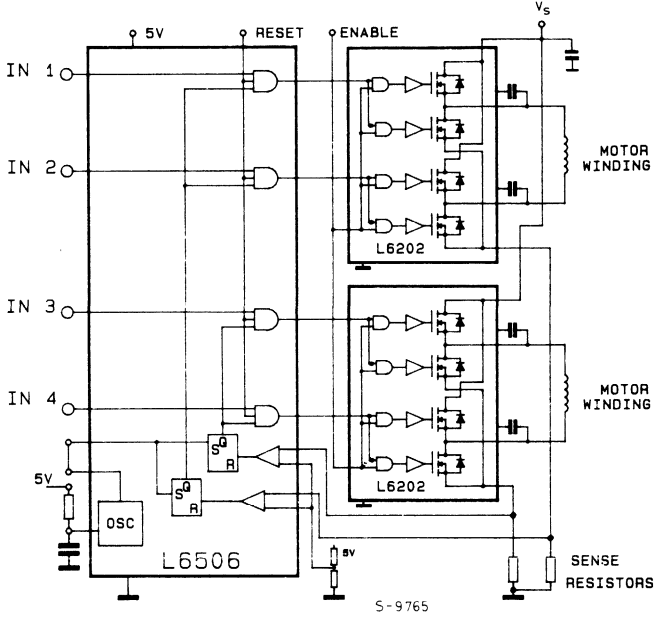 Vs
5V RESET ENABLE
IN 1
IN 2
MOTOR
WINDING
L6202
IN 3
IN 4
MOTOR
WINDING
S Q
R
5V
S Q
R
L6202
OSC
L6506
5V
SENSE
RESISTORS
S-9765